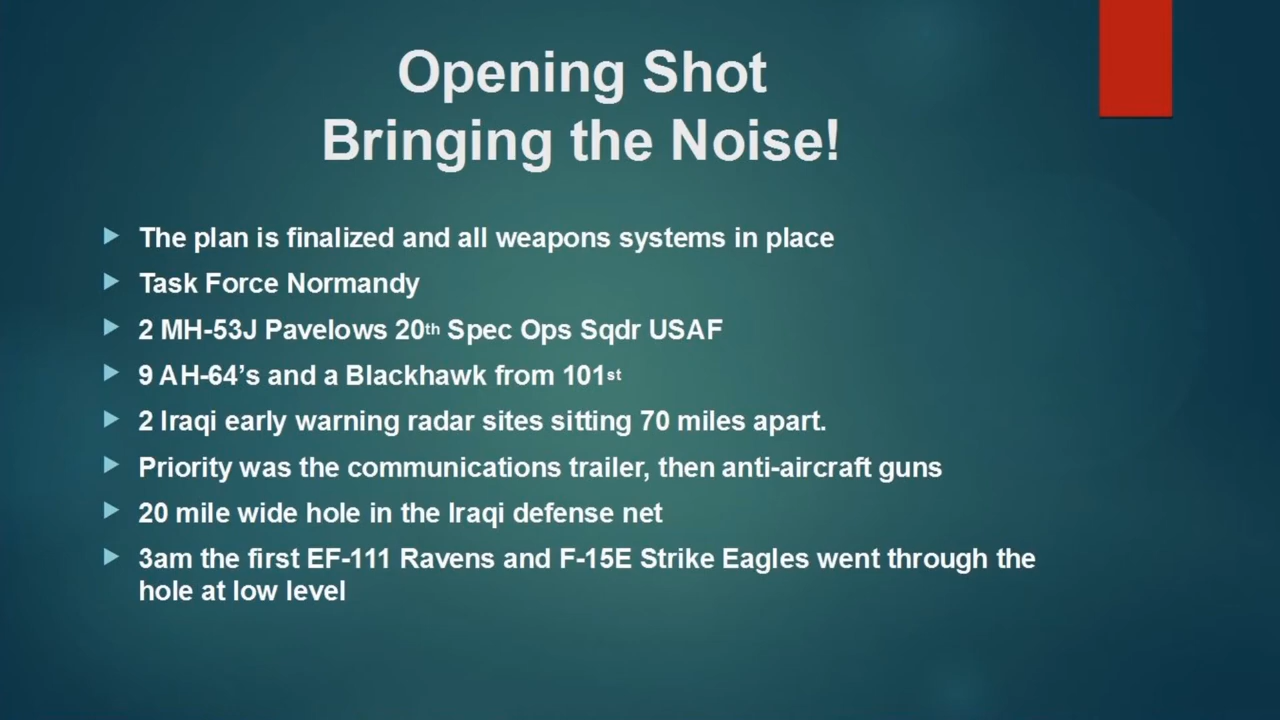 Opening Shot
Bringing the Noise!
The plan is finalized and all weapons systems in place
Task Force Normandy
2 MH-53J Pavelows 20th Spec Ops Sqdr USAF
9 AH-64’s and a Blackhawk from 101st
2 Iraqi early warning radar sites sitting 70 miles apart.
Priority was the communications trailer, then anti-aircraft guns
20 mile wide hole in the Iraqi defense net
3am the first EF-111 Ravens and F-15E Strike Eagles went through the
hole at low level